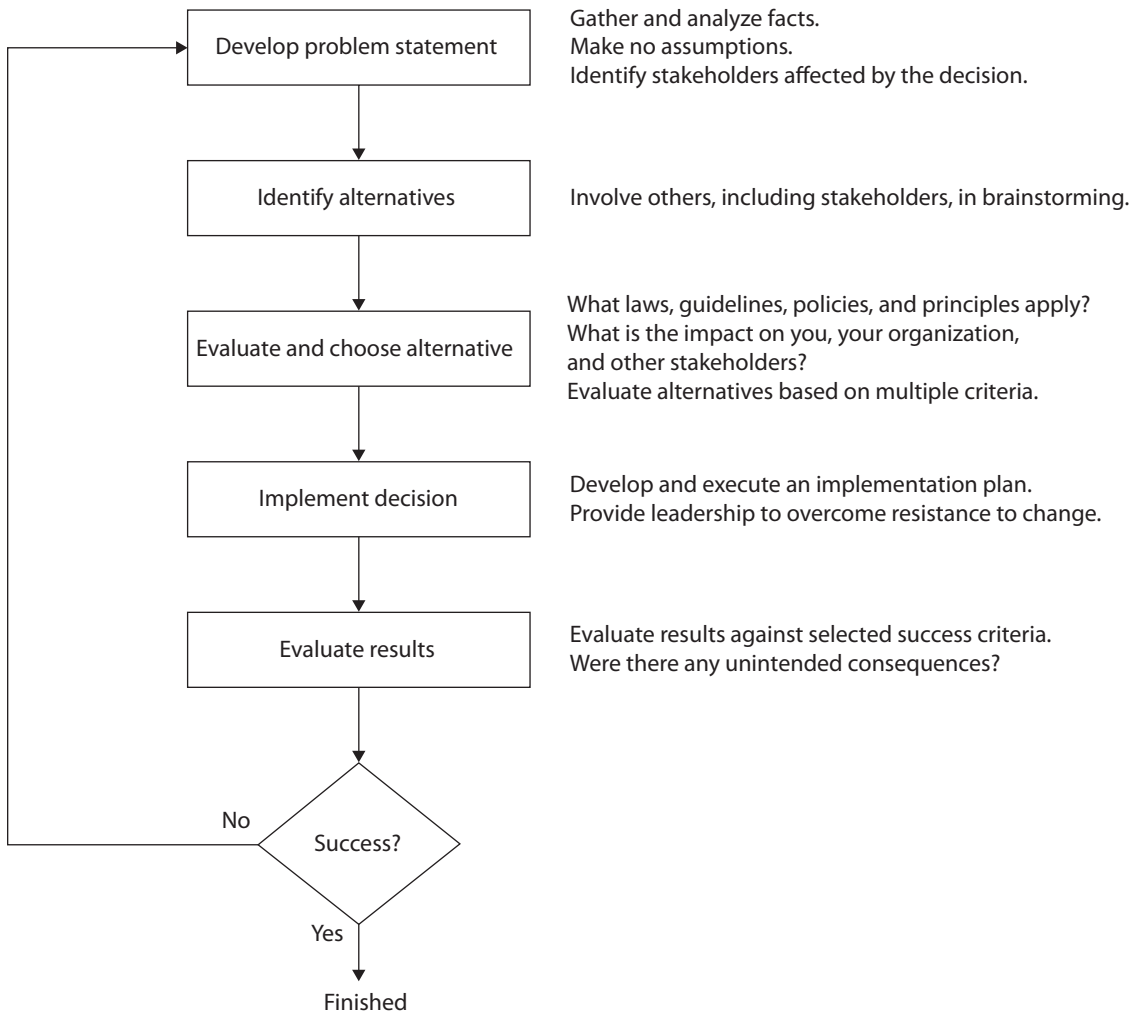 Develop problem statement
Gather and analyze facts.
Make no assumptions.
Identify stakeholders affected by the decision.
Identify alternatives
Involve others, including stakeholders, in brainstorming.
Evaluate and choose alternative
What laws, guidelines, policies, and principles apply?
What is the impact on you, your organization,
and other stakeholders?
Evaluate alternatives based on multiple criteria.
Implement decision
Develop and execute an implementation plan.
Provide leadership to overcome resistance to change.
Evaluate results
Evaluate results against selected success criteria.
Were there any unintended consequences?
No
Success?
Yes
Finished